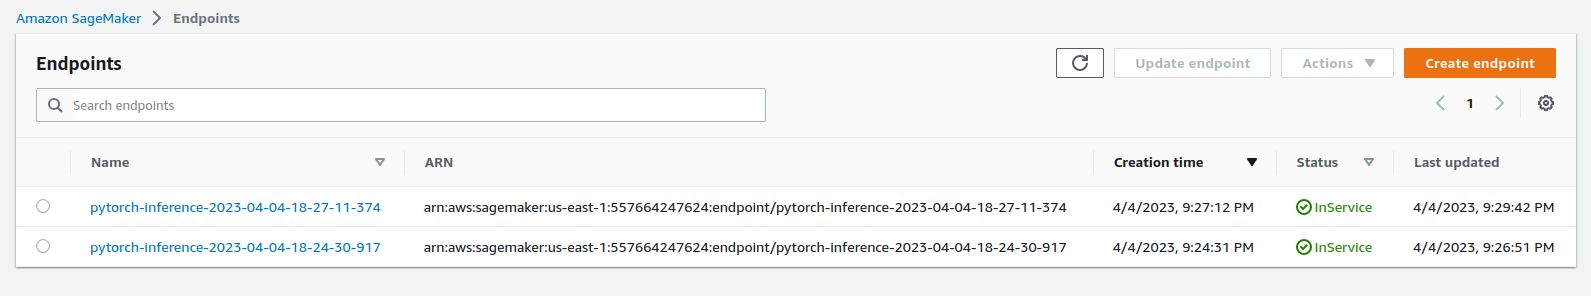 Amazon SageMaker > Endpoints
Endpoints Update endpoint Actions Create endpoint
Search endpoints 1
Name ARN Creation time Status Last updated
pytorch-inference-2023-04-04-18-27-11-374 arn:aws:sagemaker:us-east-1:557664247624:endpoint/pytorch-inference-2023-04-04-18-27-11-374 4/4/2023, 9:27:12 PM InService 4/4/2023, 9:29:42 PM
pytorch-inference-2023-04-04-18-24-30-917 arn:aws:sagemaker:us-east-1:557664247624:endpoint/pytorch-inference-2023-04-04-18-24-30-917 4/4/2023, 9:24:31 PM InService 4/4/2023, 9:26:51 PM